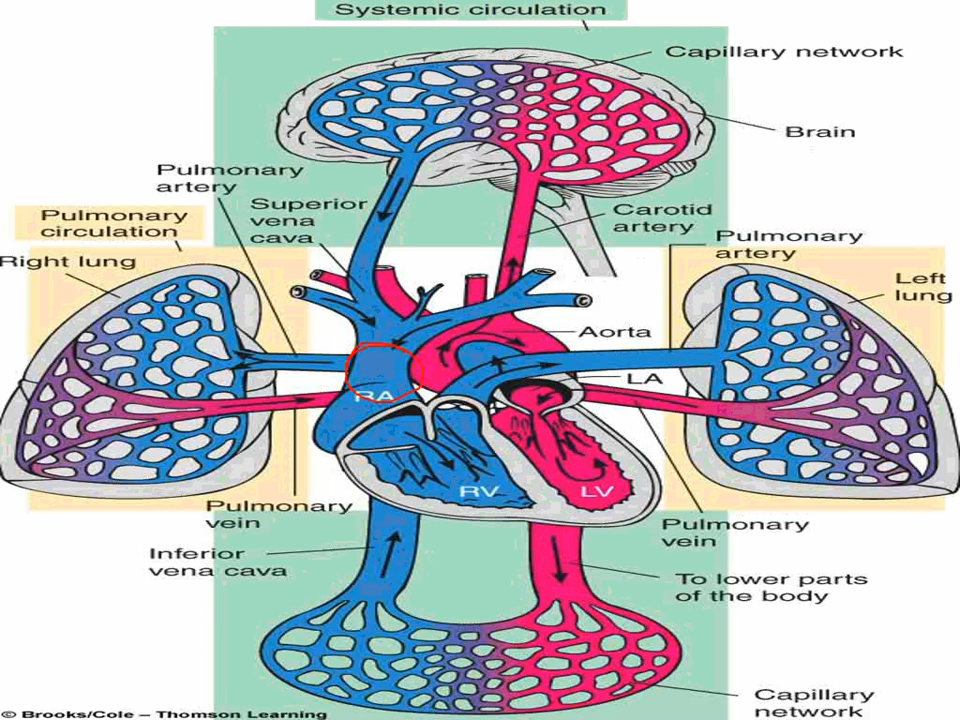 Systemic circulation
Capillary network
Brain
Pulmonary
artery
Superior
vena
cava
Carotid
artery
Pulmonary
circulation
Pulmonary
artery
Right lung
Left
lung
Aorta
LA
RA
RV
LV
Pulmonary
vein
Pulmonary
vein
Inferior
vena cava
To lower parts
of the body
Capillary
network
© Brooks/Cole – Thomson Learning